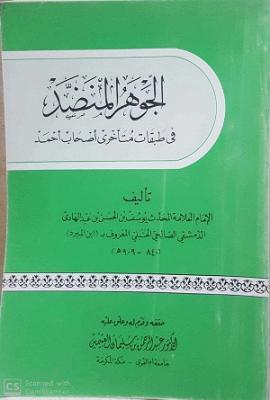 الجوهر المنضد
في طبقات متأخري أصحاب أحمد
تأليف
الإمام العلامة المحدث يوسف بن الحسن بن عبد الهادي
الدمشقي الصالحي الحنبلي المعروف بـ (ابن المبرد)
(٨٤٠ - ٩٠٩ هـ)
حققه وقدم له وعلق عليه
الدكتور عبد الرحمن بن سليمان العثيمين
جامعة أم القرى - مكة المكرمة
CS Scanned with
CamScanner